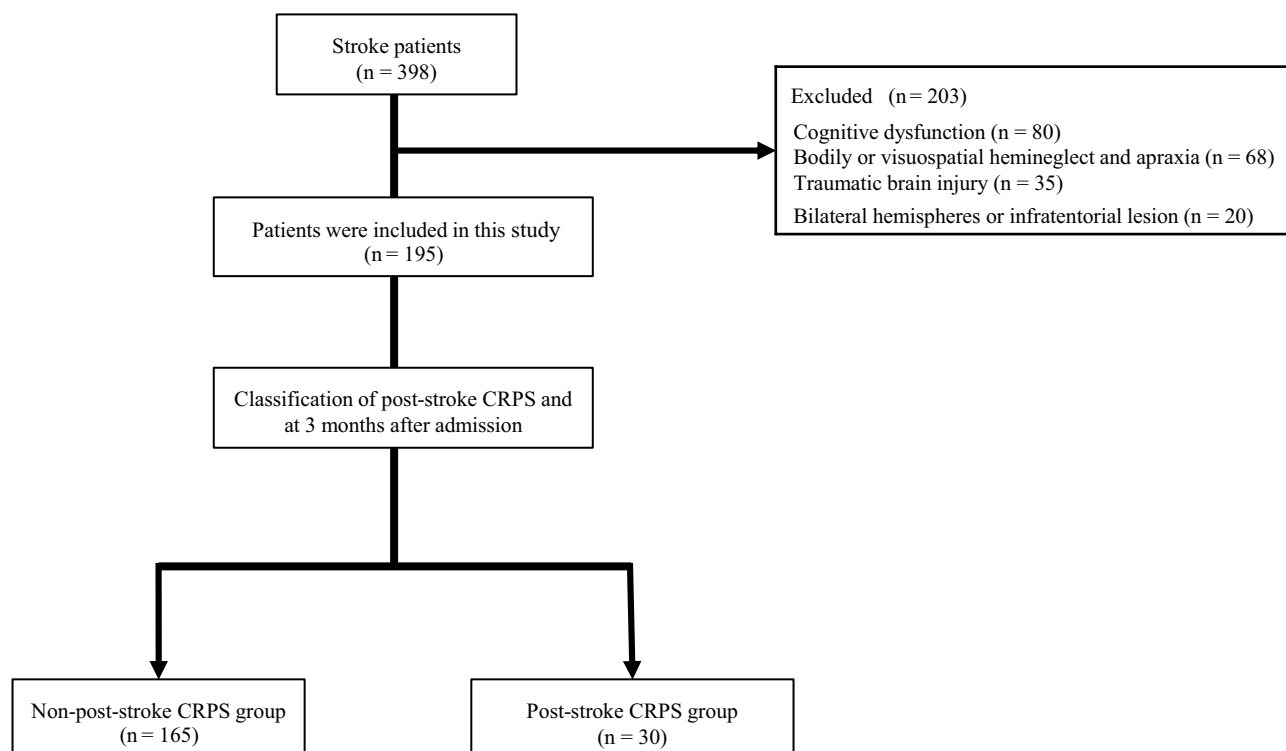 Stroke patients
(n = 398)
Excluded (n = 203)
Cognitive dysfunction (n = 80)
Bodily or visuospatial hemineglect and apraxia (n = 68)
Traumatic brain injury (n = 35)
Bilateral hemispheres or infratentorial lesion (n = 20)
Patients were included in this study
(n = 195)
Classification of post-stroke CRPS and
at 3 months after admission
Non-post-stroke CRPS group
(n = 165)
Post-stroke CRPS group
(n = 30)